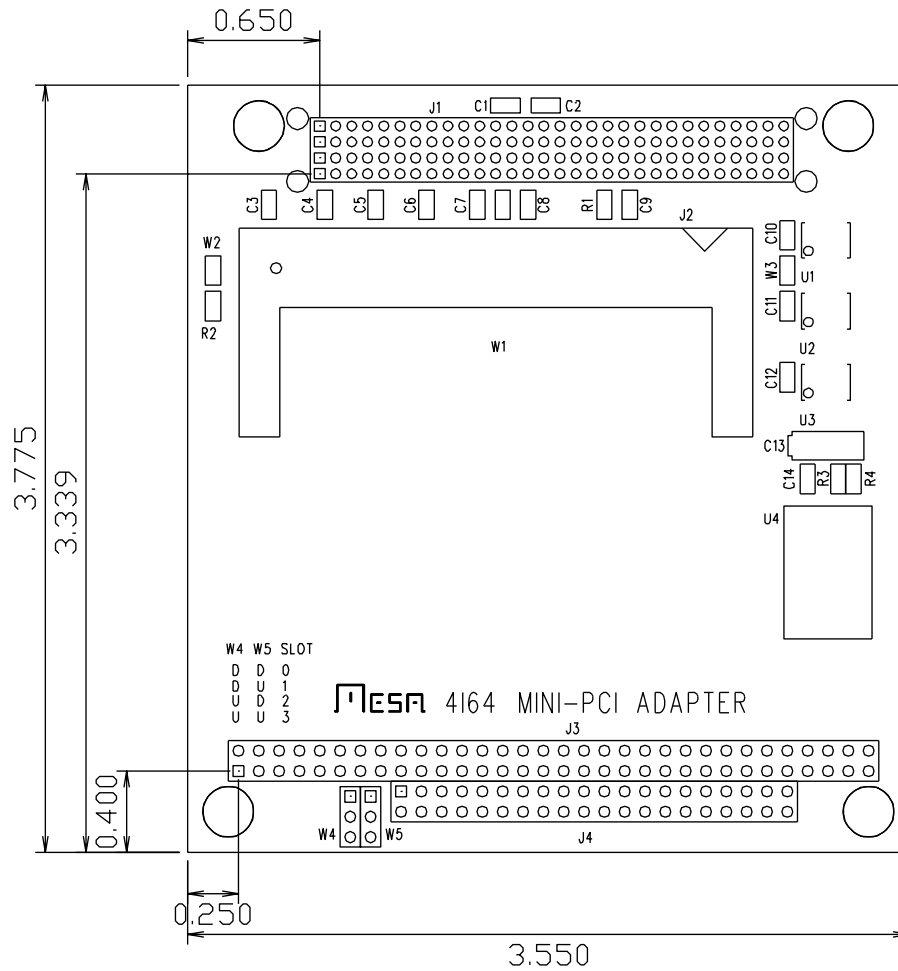 0.650
J1
C1
C2
C3
C4
C5
C6
C7
C8
R1
C9
J2
C10
W2
W3
U1
C11
R2
W1
U2
C12
U3
C13
C14
R3
R4
U4
3.775
3.339
W4 W5 SLOT
D D 0
D U 1
U D 2
U U 3
MESA 4I64 MINI-PCI ADAPTER
J3
0.400
W4
W5
J4
0.250
3.550